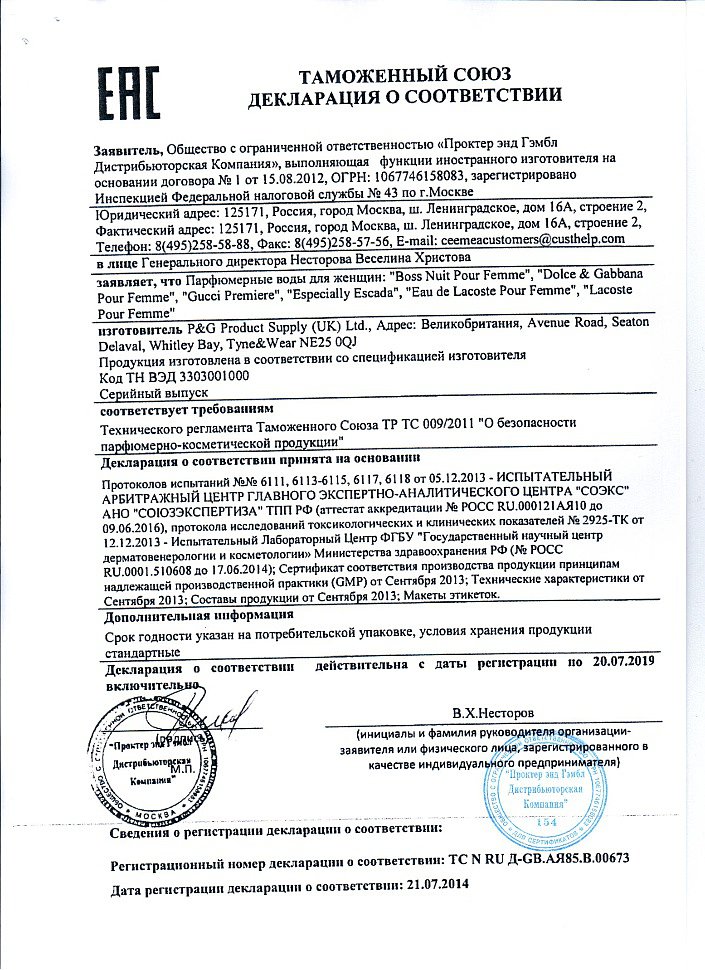 EAC
ТАМОЖЕННЫЙ СОЮЗ
ДЕКЛАРАЦИЯ О СООТВЕТСТВИИ
Заявитель, Общество с ограниченной ответственностью «Проктер энд Гэмбл
Дистрибьюторская Компания», выполняющая функции иностранного изготовителя на
основании договора № 1 от 15.08.2012, ОГРН: 1067746158083, зарегистрировано
Инспекцией Федеральной налоговой службы № 43 по г.Москве
Юридический адрес: 125171, Россия, город Москва, ш. Ленинградское, дом 16А, строение 2,
Фактический адрес: 125171, Россия, город Москва, ш. Ленинградское, дом 16А, строение 2,
Телефон: 8(495)258-58-88, Факс: 8(495)258-57-56, E-mail: ceemeacustomers@custhelp.com
в лице Генерального директора Несторова Веселина Христова
заявляет, что Парфюмерные воды для женщин: "Boss Nuit Pour Femme", "Dolce & Gabbana
Pour Femme", "Gucci Premiere", "Especially Escada", "Eau de Lacoste Pour Femme", "Lacoste
Pour Femme"
изготовитель P&G Product Supply (UK) Ltd., Адрес: Великобритания, Avenue Road, Seaton
Delaval, Whitley Bay, Tyne&Wear NE25 0QJ
Продукция изготовлена в соответствии со спецификацией изготовителя
Код ТН ВЭД 3303001000
Серийный выпуск
соответствует требованиям
Технического регламента Таможенного Союза ТР ТС 009/2011 "О безопасности
парфюмерно-косметической продукции"
Декларация о соответствии принята на основании
Протоколов испытаний №№ 6111, 6113-6115, 6117, 6118 от 05.12.2013 - ИСПЫТАТЕЛЬНЫЙ
АРБИТРАЖНЫЙ ЦЕНТР ГЛАВНОГО ЭКСПЕРТНО-АНАЛИТИЧЕСКОГО ЦЕНТРА "СОЭКС"
АНО "СОЮЗЭКСПЕРТИЗА" ТПП РФ (аттестат аккредитации № РОСС RU.000121АЯ10 до
09.06.2016), протокола исследований токсикологических и клинических показателей № 2925-ТК от
12.12.2013 - Испытательный Лабораторный Центр ФГБУ "Государственный научный центр
дерматовенерологии и косметологии» Министерства здравоохранения РФ (№ РОСС
RU.0001.510608 до 17.06.2014); Сертификат соответствия производства продукции принципам
надлежащей производственной практики (GMP) от Сентября 2013; Технические характеристики от
Сентября 2013; Составы продукции от Сентября 2013; Макеты этикеток.
Дополнительная информация
Срок годности указан на потребительской упаковке, условия хранения продукции
стандартные
Декларация о соответствии действительна с даты регистрации по 20.07.2019
включительно
В.Х.Несторов
(подпись)
(инициалы и фамилия руководителя организации-
заявителя или физического лица, зарегистрированного в
качестве индивидуального предпринимателя)
"Проктер энд Гэмбл
Дистрибьюторская
Компания"
М.П.
МОСКВА
"Проктер энд Гэмбл
Дистрибьюторская
Компания"
154
ДЛЯ СЕРТИФИКАТОВ
Сведения о регистрации декларации о соответствии:
Регистрационный номер декларации о соответствии: ТС N RU Д-GB.АЯ85.В.00673
Дата регистрации декларации о соответствии: 21.07.2014